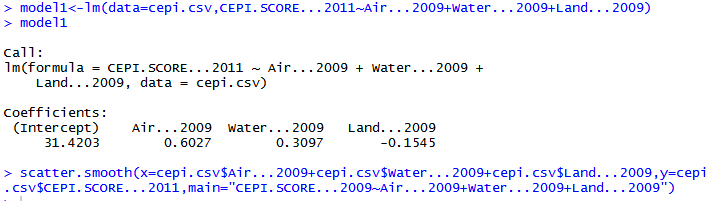 > model1<-lm(data=cepi.csv,CEPI.SCORE...2011~Air...2009+Water...2009+Land...2009)
> model1
Call:
lm(formula = CEPI.SCORE...2011 ~ Air...2009 + Water...2009 +
Land...2009, data = cepi.csv)
Coefficients:
(Intercept) Air...2009 Water...2009 Land...2009
31.4203 0.6027 0.3097 -0.1545
> scatter.smooth(x=cepi.csv$Air...2009+cepi.csv$Water...2009+cepi.csv$Land...2009,y=cepi
.csv$CEPI.SCORE...2011,main="CEPI.SCORE...2009~Air...2009+Water...2009+Land...2009")
>